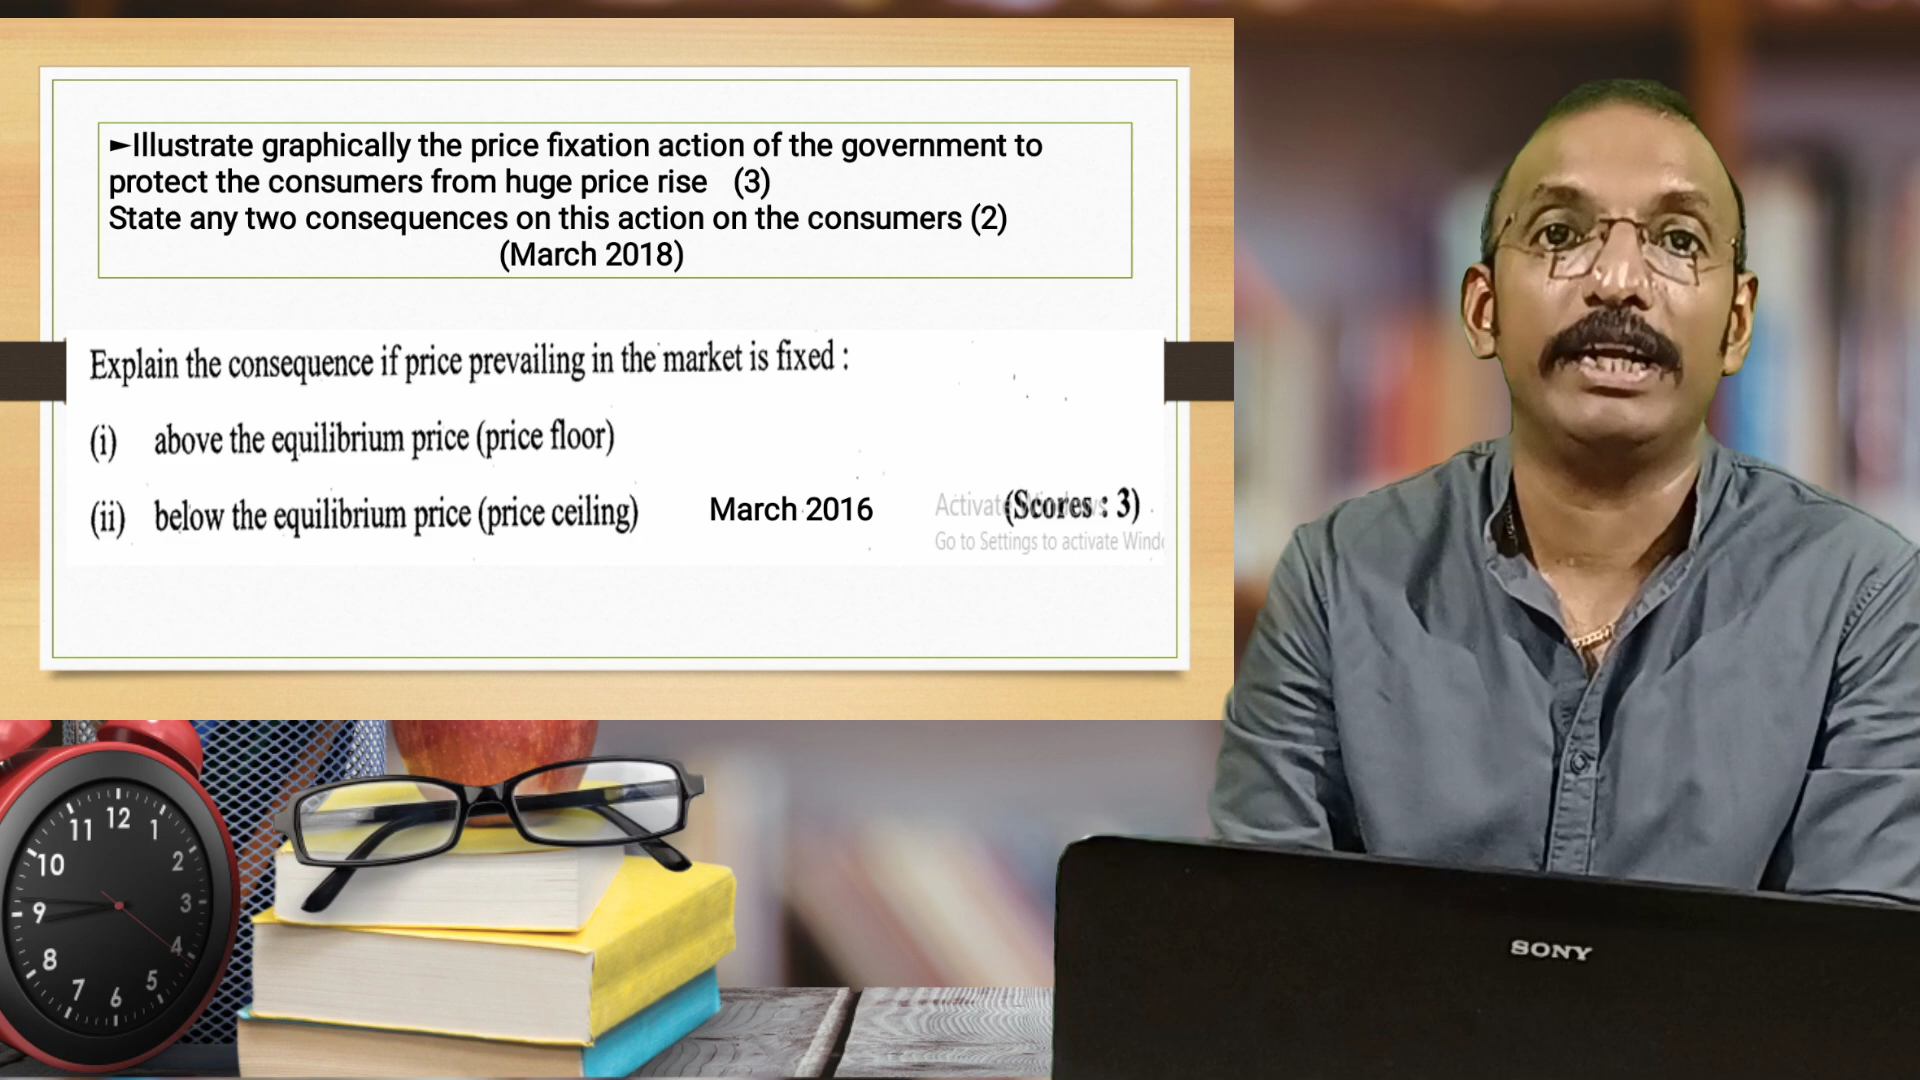 ►Illustrate graphically the price fixation action of the government to
protect the consumers from huge price rise (3)
State any two consequences on this action on the consumers (2)
(March 2018)
Explain the consequence if price prevailing in the market is fixed :
(i) above the equilibrium price (price floor)
(ii) below the equilibrium price (price ceiling) March 2016 (Scores : 3)
Activate Windows
Go to Settings to activate Windo
12
11 1
10 2
9 3
8 4
7 5
6
SONY